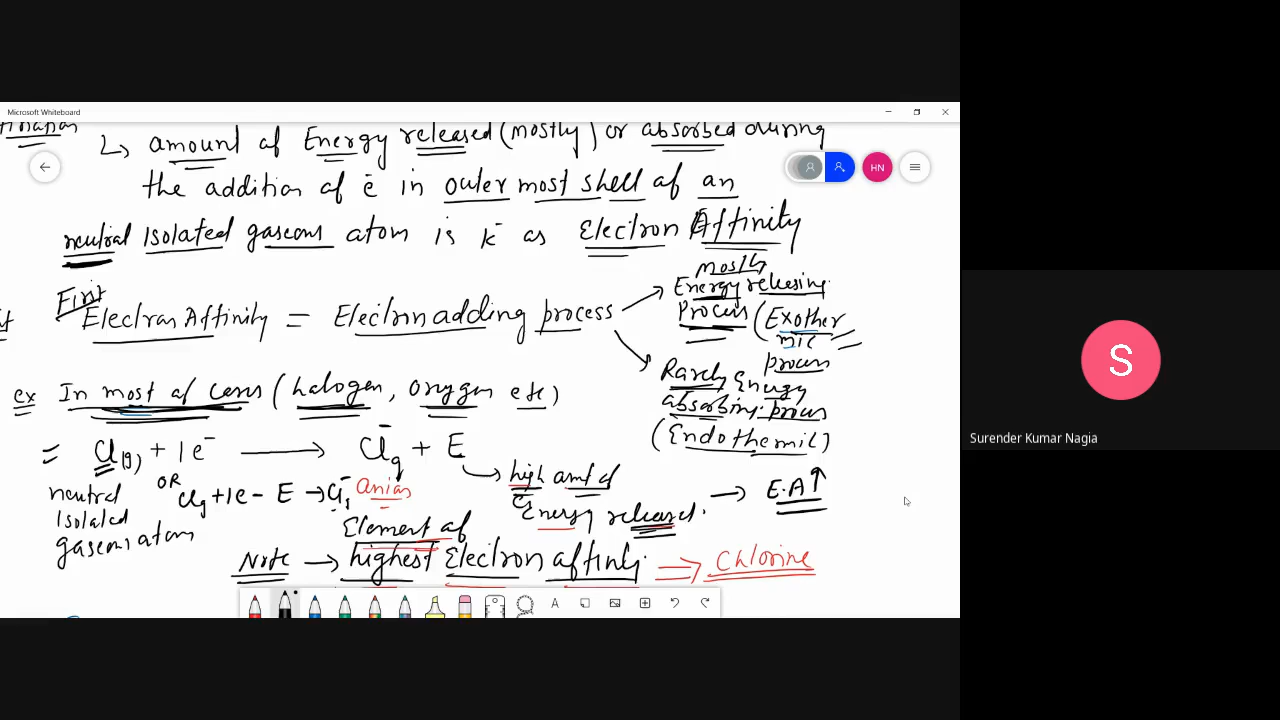 Microsoft Whiteboard
↳ amount of Energy released (mostly) or absorbed during
the addition of ē in outer most shell of an
neutral Isolated gaseous atom is k⁻ as Electron Affinity
First
Electron Affinity = Electron adding process
mostly
Energy releasing
Process (Exother
mic
process
Rarely Energy
absorbing process
(Endothemic)
ex In most of cases (halogen, oxygen etc)
= Cl(g) + 1e⁻ → Cl⁻g + E
neutral
Isolated
gaseous atom
OR Clg + 1e - E → Cl⁻g anion
high amt of
Energy released. → E.A↑
Note → Element of
highest Electron affinity ⇒ Chlorine
HN
A
S
Surender Kumar Nagia